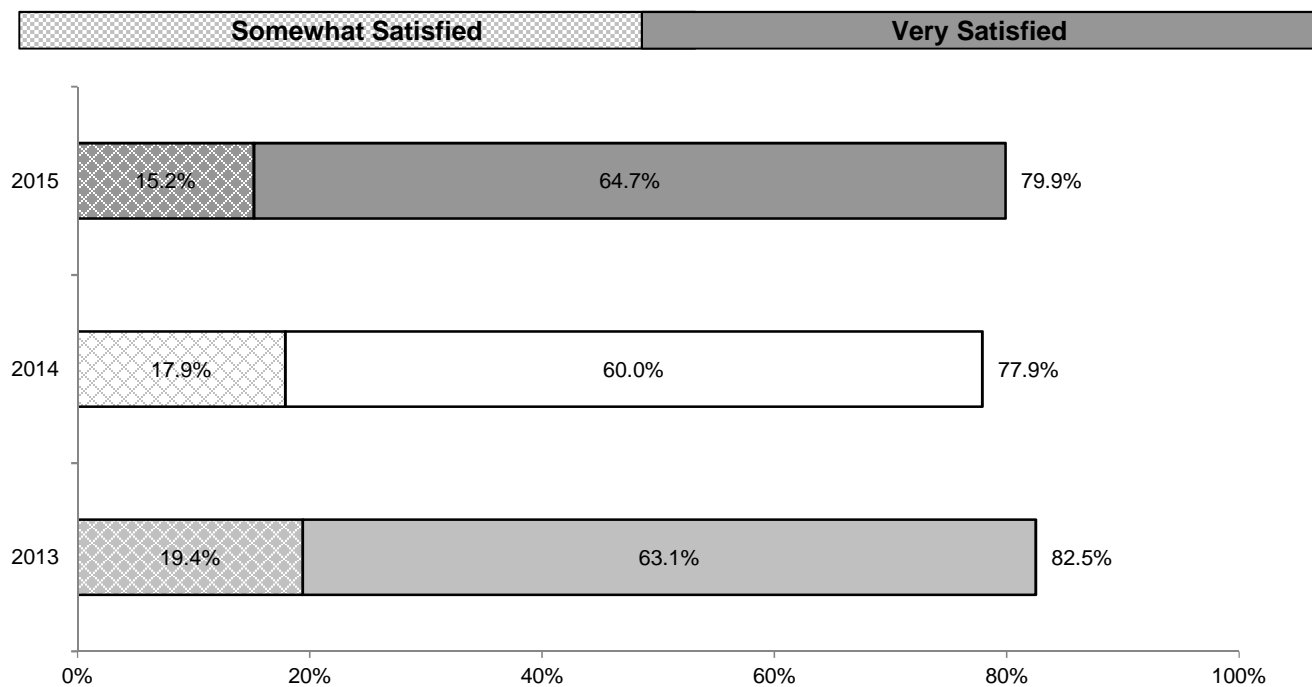 Somewhat Satisfied Very Satisfied
2015 15.2% 64.7% 79.9%
2014 17.9% 60.0% 77.9%
2013 19.4% 63.1% 82.5%
0% 20% 40% 60% 80% 100%